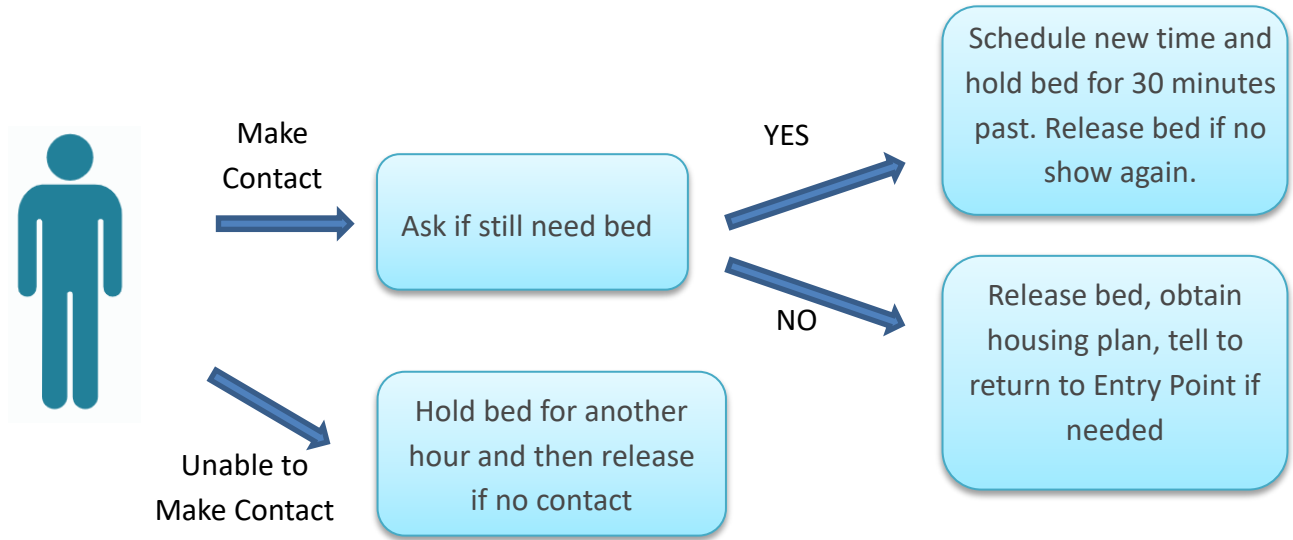 Make
Contact
Ask if still need bed
YES
Schedule new time and
hold bed for 30 minutes
past. Release bed if no
show again.
NO
Release bed, obtain
housing plan, tell to
return to Entry Point if
needed
Unable to
Make Contact
Hold bed for another
hour and then release
if no contact